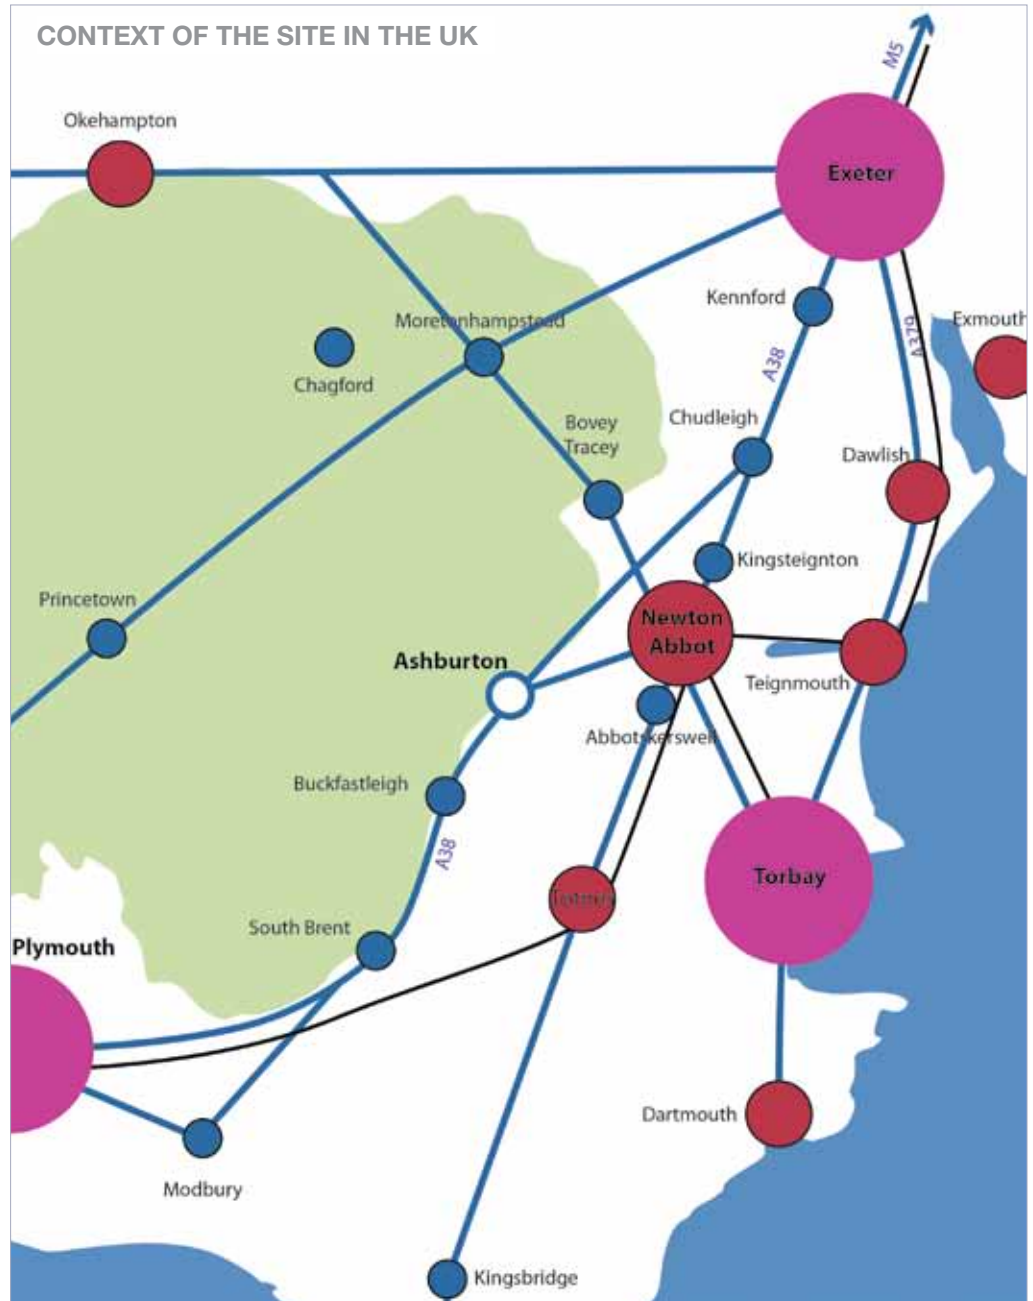 CONTEXT OF THE SITE IN THE UK
M5
Okehampton
Exeter
Kennford
Moretonhampstead
Exmouth
A379
A38
Chagford
Chudleigh
Bovey
Tracey
Dawlish
Kingsteignton
Princetown
Newton
Abbot
Ashburton
Teignmouth
Abbotskerswell
Buckfastleigh
A38
Torbay
Totnes
South Brent
Plymouth
Dartmouth
Modbury
Kingsbridge